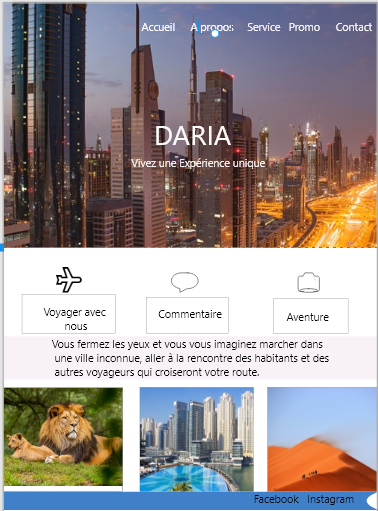 Accueil A propos Service Promo Contact
DARIA
Vivez une Expérience unique
Voyager avec
nous
Commentaire
Aventure
Vous fermez les yeux et vous vous imaginez marcher dans
une ville inconnue, aller à la rencontre des habitants et des
autres voyageurs qui croiseront votre route.
Facebook Instagram